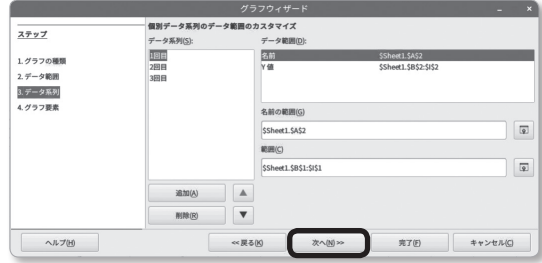 グラフウィザード
ステップ
1. グラフの種類
2. データ範囲
3. データ系列
4. グラフ要素
個別データ系列のデータ範囲のカスタマイズ
データ系列(S):
1回目
2回目
3回目
追加(A)
削除(R)
データ範囲(D):
名前 $Sheet1.$A$2
Y 値 $Sheet1.$B$2:$I$2
名前の範囲(G)
$Sheet1.$A$2
範囲(C)
$Sheet1.$B$1:$I$1
ヘルプ(H)
<< 戻る(K)
次へ(N) >>
完了(F)
キャンセル(C)